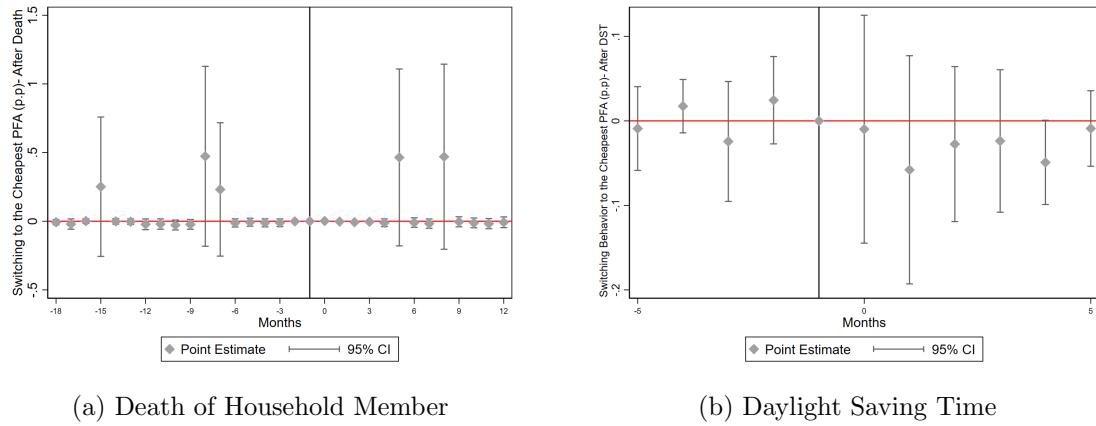 Switching to the Cheapest PFA (p.p)- After Death
1.5
1
.5
0
-.5
-18
-15
-12
-9
-6
-3
0
3
6
9
12
Months
Point Estimate
95% CI
(a) Death of Household Member
Switching Behavior to the Cheapest PFA (p.p)- After DST
.1
0
-.1
-.2
-5
0
5
Months
Point Estimate
95% CI
(b) Daylight Saving Time